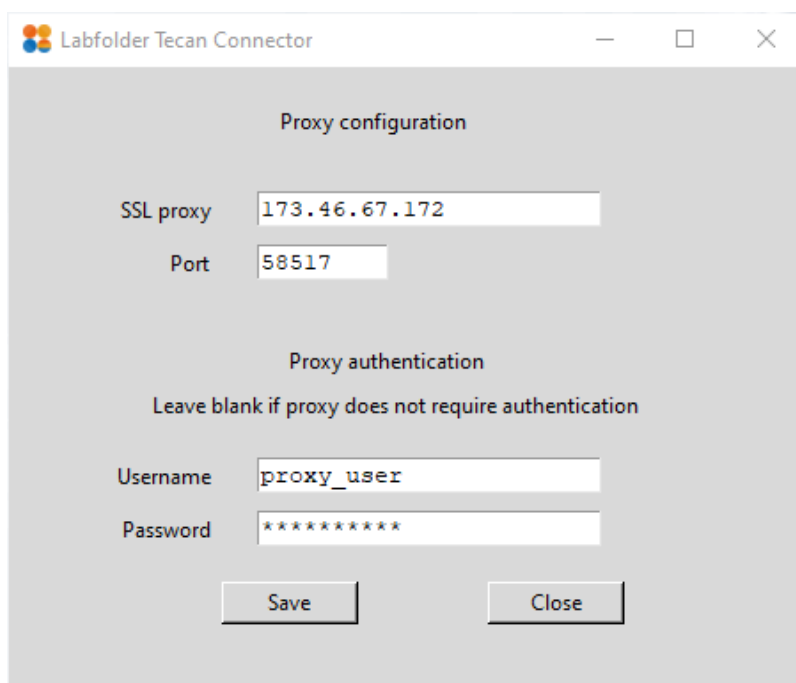 Labfolder Tecan Connector
Proxy configuration
SSL proxy 173.46.67.172
Port 58517
Proxy authentication
Leave blank if proxy does not require authentication
Username proxy_user
Password **********
Save Close